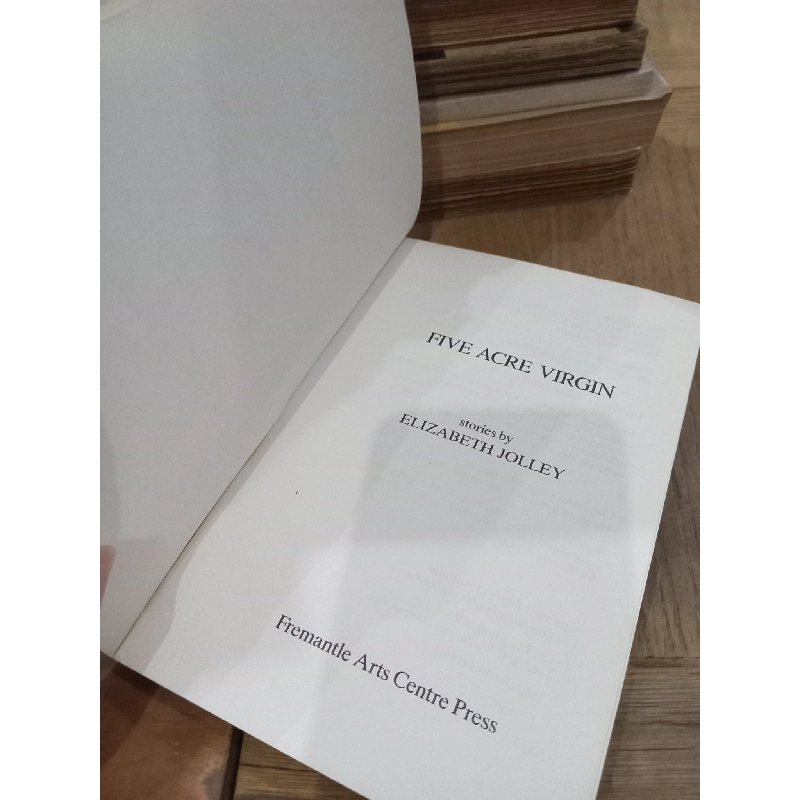 FIVE ACRE VIRGIN
stories by
ELIZABETH JOLLEY
Fremantle Arts Centre Press